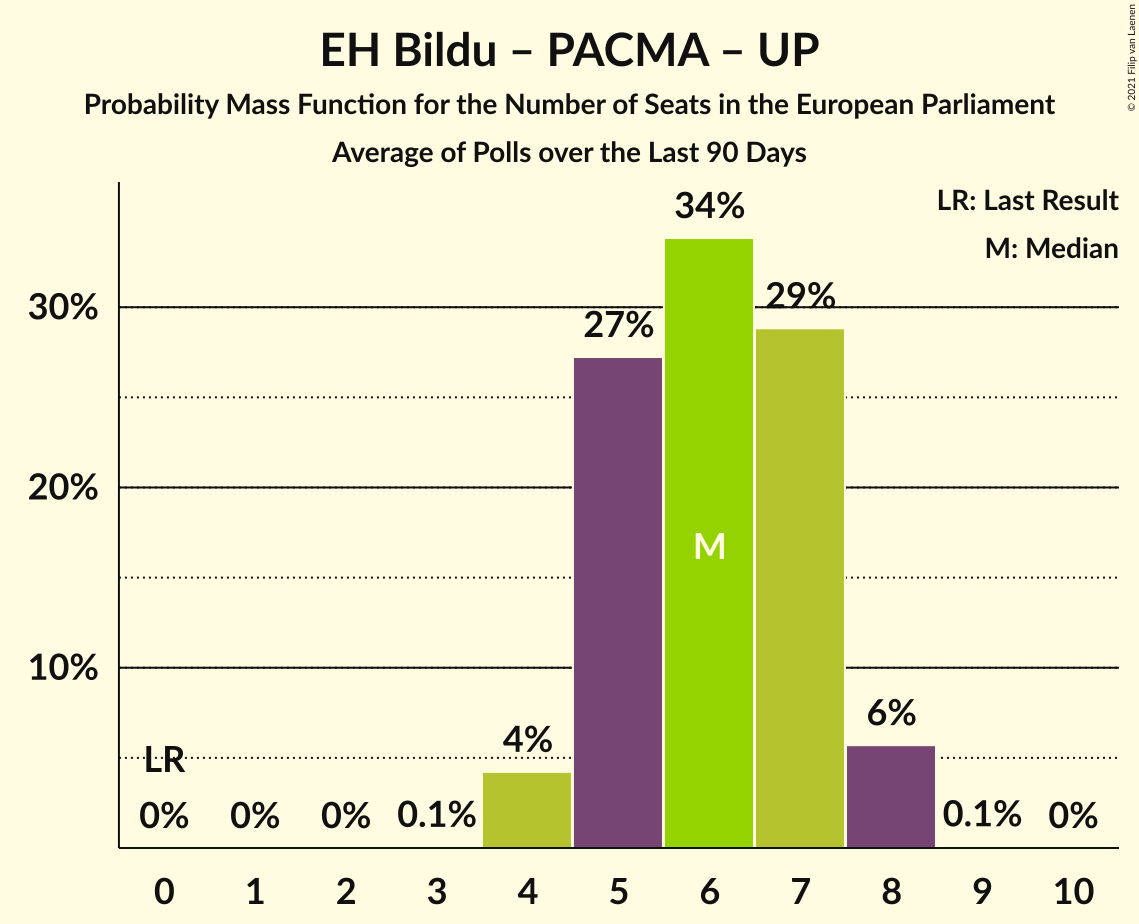 EH Bildu – PACMA – UP
Probability Mass Function for the Number of Seats in the European Parliament
Average of Polls over the Last 90 Days
© 2021 Filip van Laenen
LR: Last Result
M: Median
30%
20%
10%
LR
0%
0%
0%
0.1%
4%
27%
34%
29%
6%
0.1%
0%
M
0 1 2 3 4 5 6 7 8 9 10